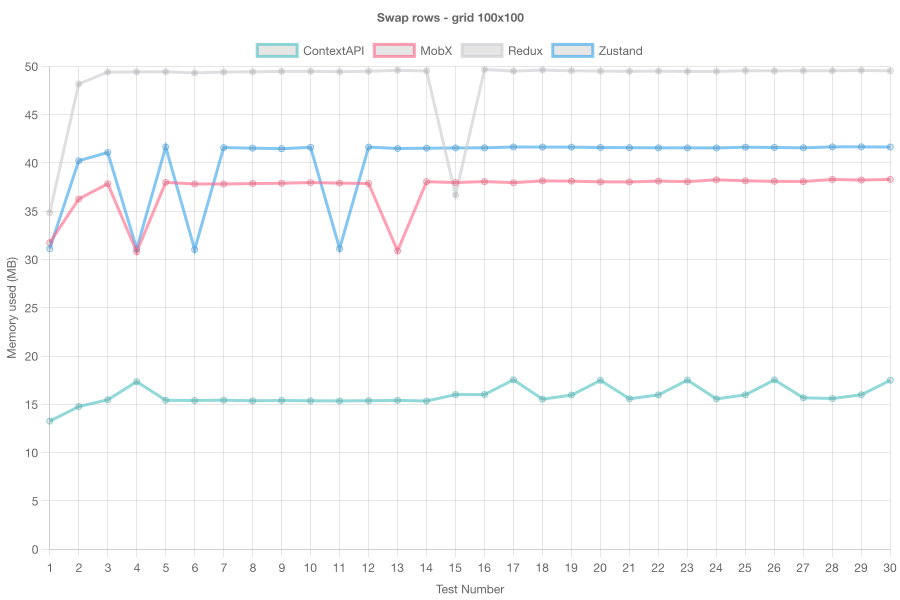 Swap rows - grid 100x100
ContextAPI MobX Redux Zustand
50
45
40
35
30
25
20
15
10
5
0
Memory used (MB)
1 2 3 4 5 6 7 8 9 10 11 12 13 14 15 16 17 18 19 20 21 22 23 24 25 26 27 28 29 30
Test Number